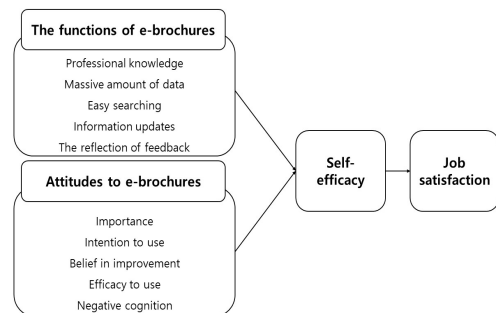 The functions of e-brochures
Professional knowledge
Massive amount of data
Easy searching
Information updates
The reflection of feedback
Attitudes to e-brochures
Importance
Intention to use
Belief in improvement
Efficacy to use
Negative cognition
Self-
efficacy
Job
satisfaction